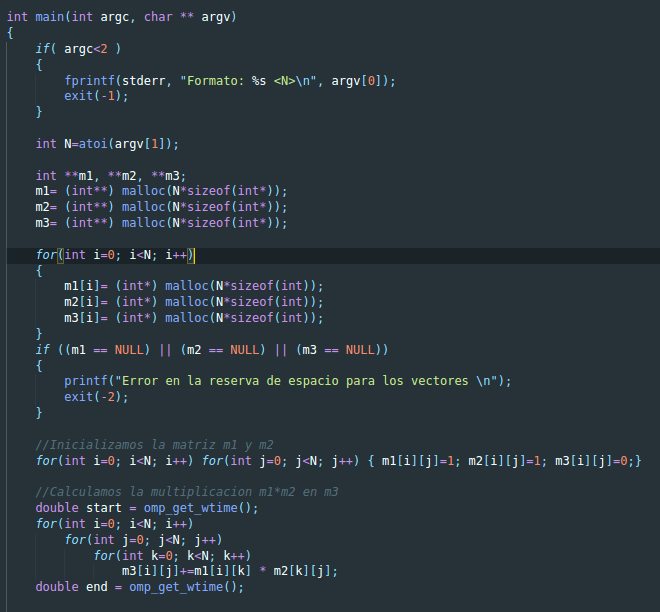 int main(int argc, char ** argv)
{
if( argc<2 )
{
fprintf(stderr, "Formato: %s <N>\n", argv[0]);
exit(-1);
}
int N=atoi(argv[1]);
int **m1, **m2, **m3;
m1= (int**) malloc(N*sizeof(int*));
m2= (int**) malloc(N*sizeof(int*));
m3= (int**) malloc(N*sizeof(int*));
for(int i=0; i<N; i++)
{
m1[i]= (int*) malloc(N*sizeof(int));
m2[i]= (int*) malloc(N*sizeof(int));
m3[i]= (int*) malloc(N*sizeof(int));
}
if ((m1 == NULL) || (m2 == NULL) || (m3 == NULL))
{
printf("Error en la reserva de espacio para los vectores \n");
exit(-2);
}
//Inicializamos la matriz m1 y m2
for(int i=0; i<N; i++) for(int j=0; j<N; j++) { m1[i][j]=1; m2[i][j]=1; m3[i][j]=0;}
//Calculamos la multiplicacion m1*m2 en m3
double start = omp_get_wtime();
for(int i=0; i<N; i++)
for(int j=0; j<N; j++)
for(int k=0; k<N; k++)
m3[i][j]+=m1[i][k] * m2[k][j];
double end = omp_get_wtime();